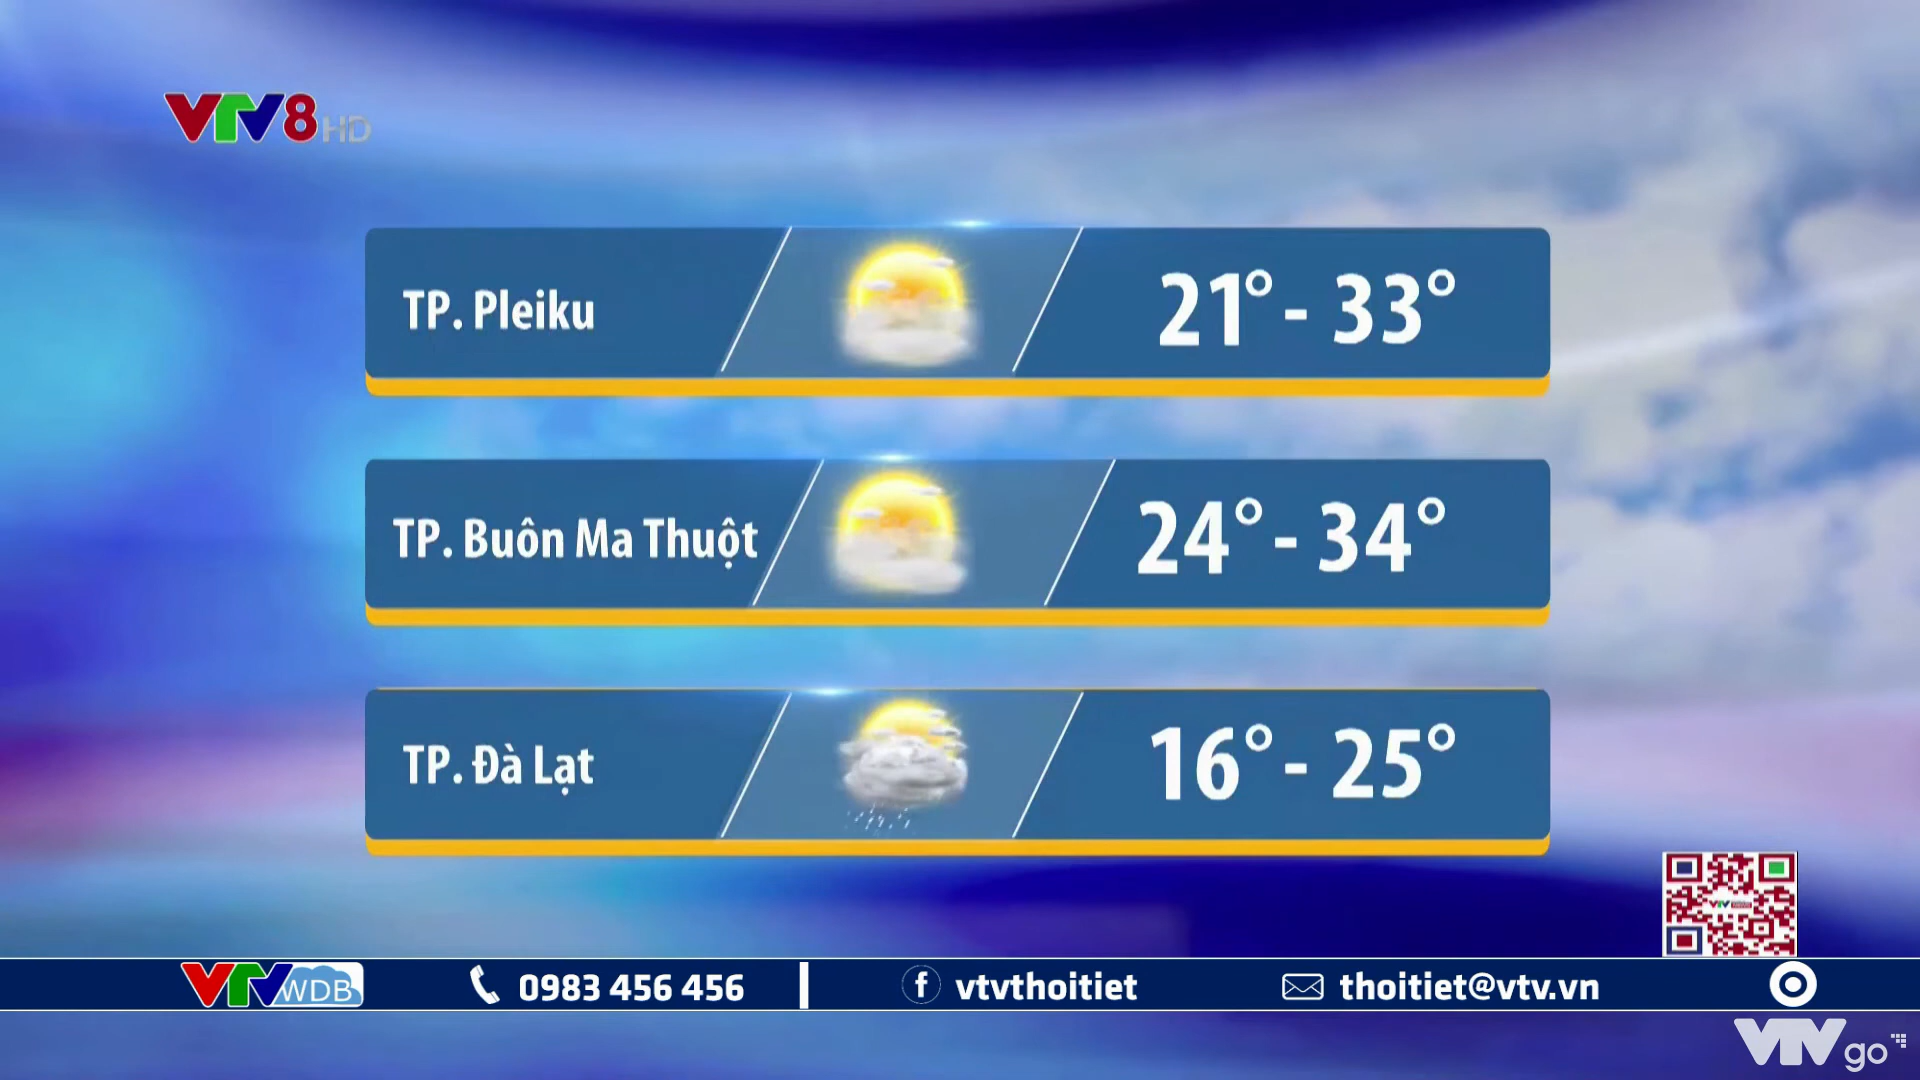 VTV8 HD
TP. Pleiku
21° - 33°
TP. Buôn Ma Thuột
24° - 34°
TP. Đà Lạt
16° - 25°
VTV
VTV WDB
0983 456 456
vtvthoitiet
thoitiet@vtv.vn
VTV go